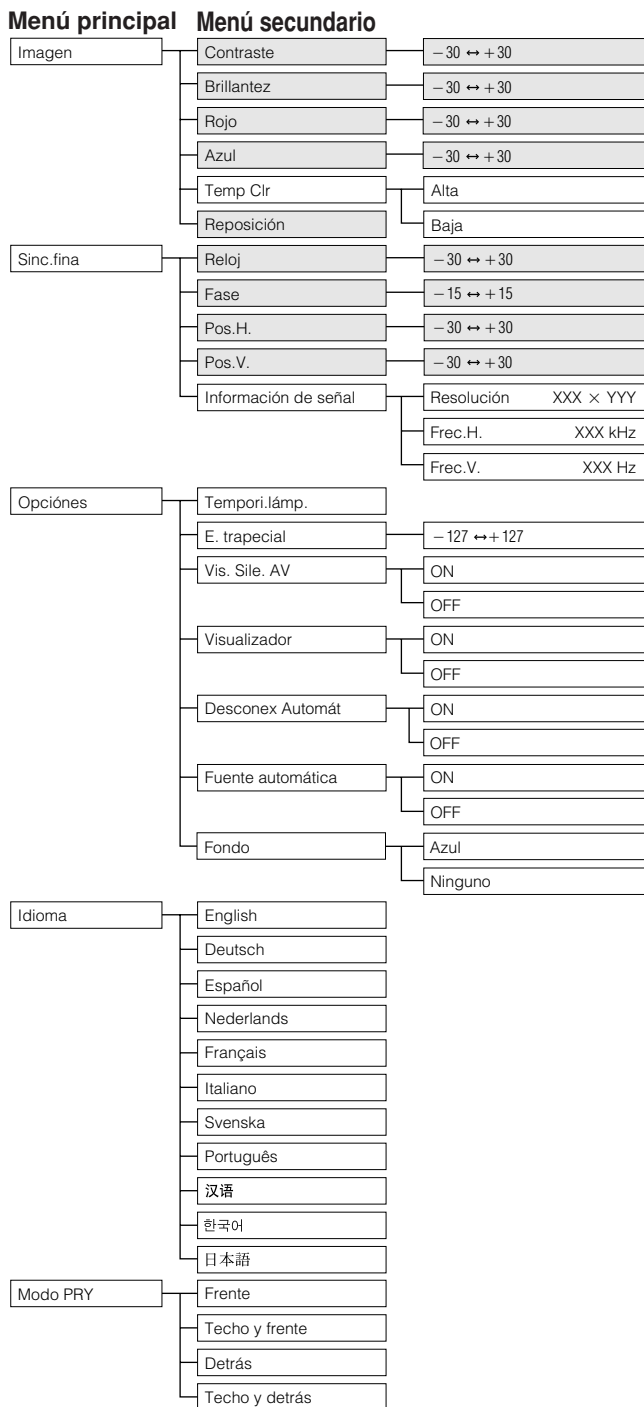 Menú principal Menú secundario
Imagen Contraste −30 ↔ +30
Brillantez −30 ↔ +30
Rojo −30 ↔ +30
Azul −30 ↔ +30
Temp Clr Alta
Reposición Baja
Sinc.fina Reloj −30 ↔ +30
Fase −15 ↔ +15
Pos.H. −30 ↔ +30
Pos.V. −30 ↔ +30
Información de señal Resolución XXX × YYY
Frec.H. XXX kHz
Frec.V. XXX Hz
Opciónes Tempori.lámp.
E. trapecial −127 ↔+127
Vis. Sile. AV ON
OFF
Visualizador ON
OFF
Desconex Automát ON
OFF
Fuente automática ON
OFF
Fondo Azul
Ninguno
Idioma English
Deutsch
Español
Nederlands
Français
Italiano
Svenska
Português
汉语
한국어
日本語
Modo PRY Frente
Techo y frente
Detrás
Techo y detrás